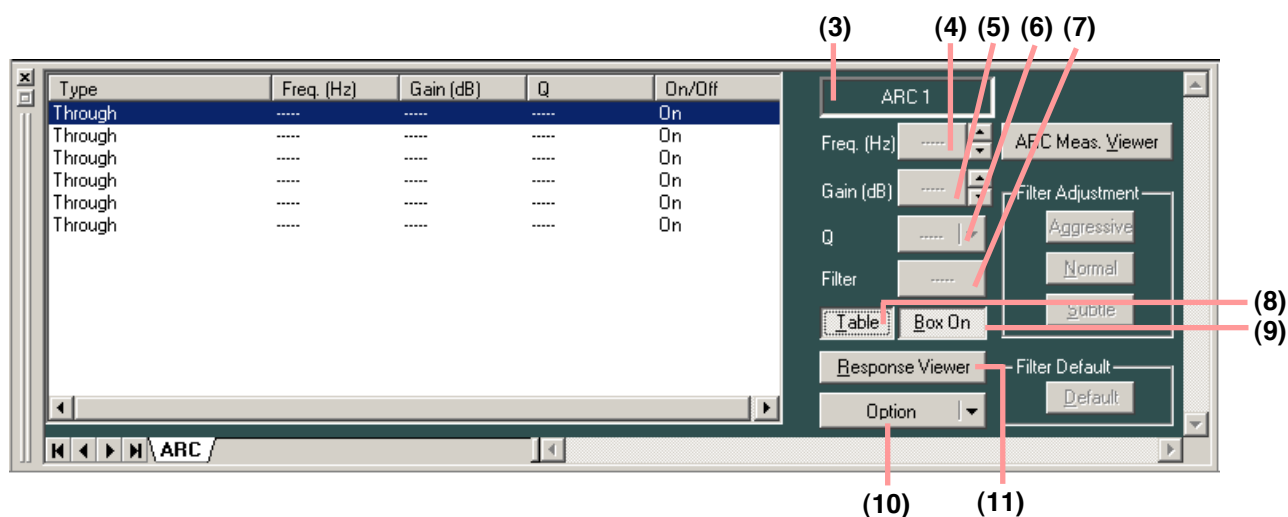 (3) (4) (5) (6) (7)
Type Freq. (Hz) Gain (dB) Q On/Off
Through ----- ----- ----- On
Through ----- ----- ----- On
Through ----- ----- ----- On
Through ----- ----- ----- On
Through ----- ----- ----- On
Through ----- ----- ----- On
ARC 1
Freq. (Hz) ----- ARC Meas. Viewer
Gain (dB) -----
Q -----
Filter -----
Table Box On
Response Viewer
Option
Filter Adjustment
Aggressive
Normal
Subtle
Filter Default
Default
ARC
(8)
(9)
(10) (11)